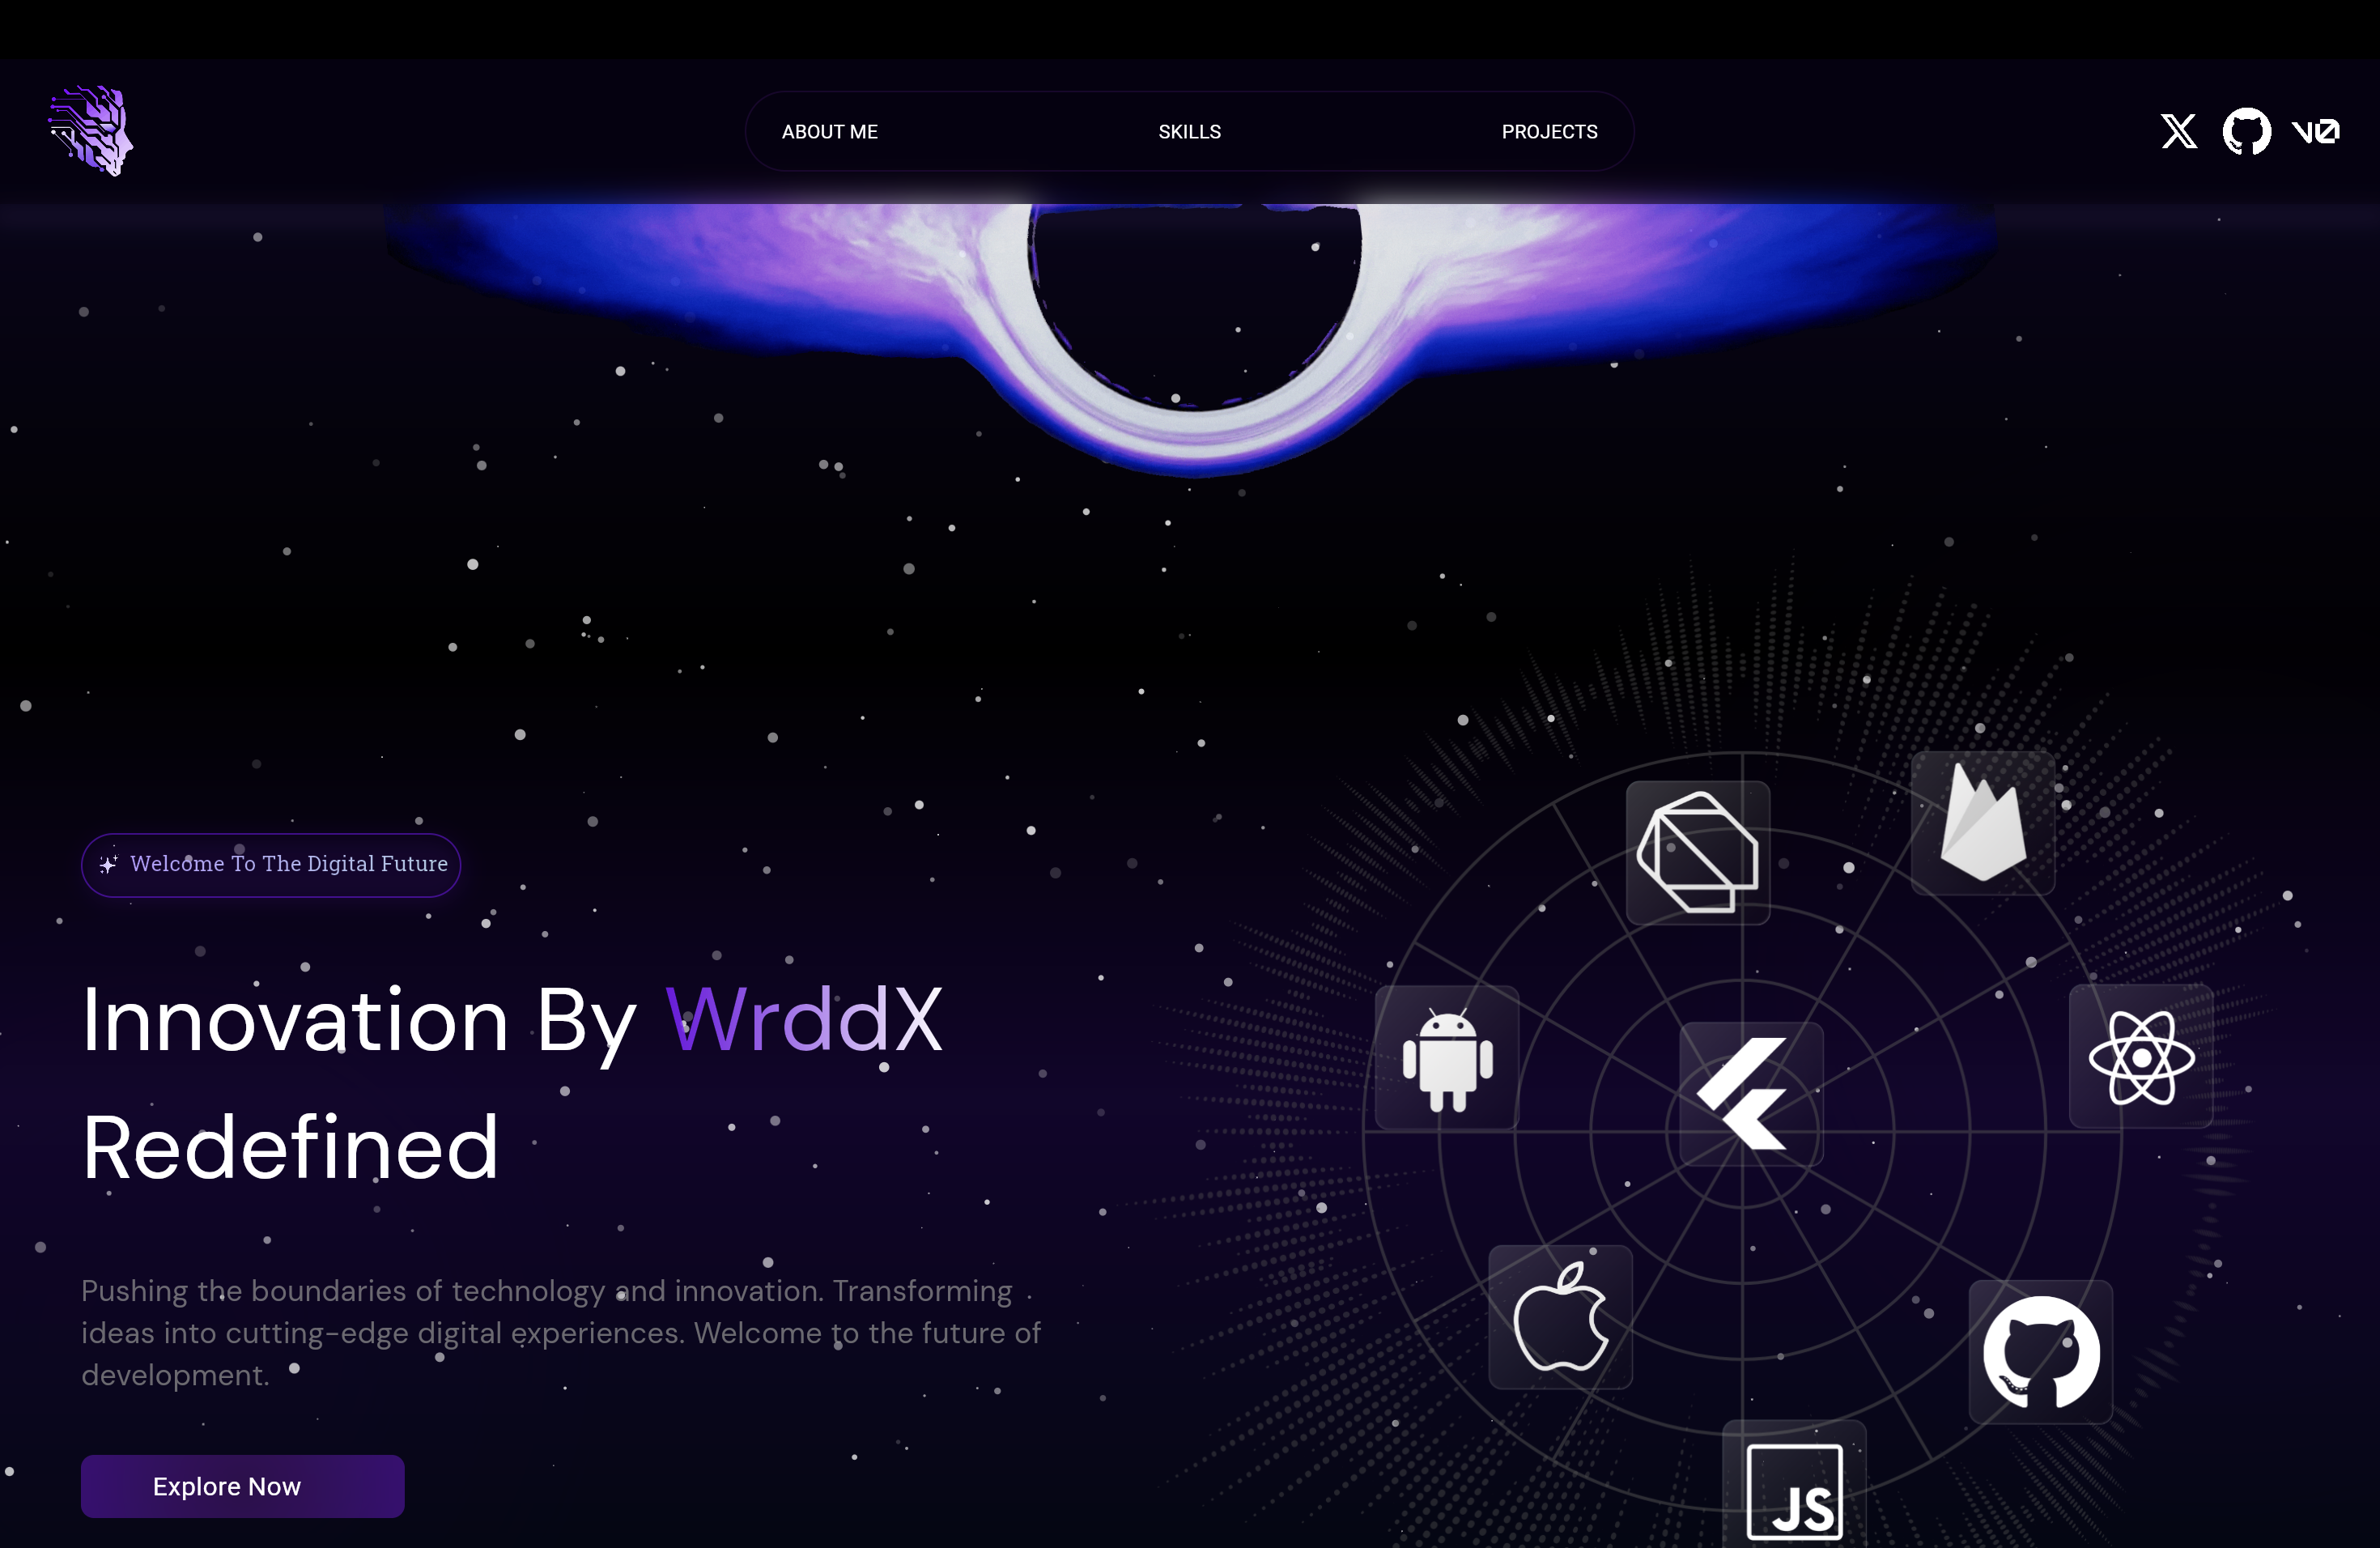 ABOUT ME
SKILLS
PROJECTS
v0
Welcome To The Digital Future
Innovation By WrddX
Redefined
Pushing the boundaries of technology and innovation. Transforming
ideas into cutting-edge digital experiences. Welcome to the future of
development.
Explore Now
JS